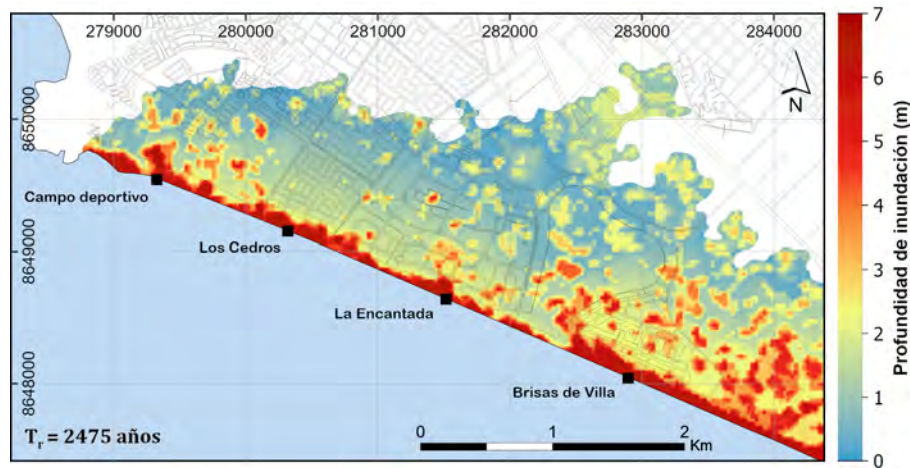 279000 280000 281000 282000 283000 284000
N
8650000
8649000
8648000
Campo deportivo
Los Cedros
La Encantada
Brisas de Villa
T_r = 2475 años
0 1 2
Km
7
6
5
4
3
2
1
0
Profundidad de inundación (m)